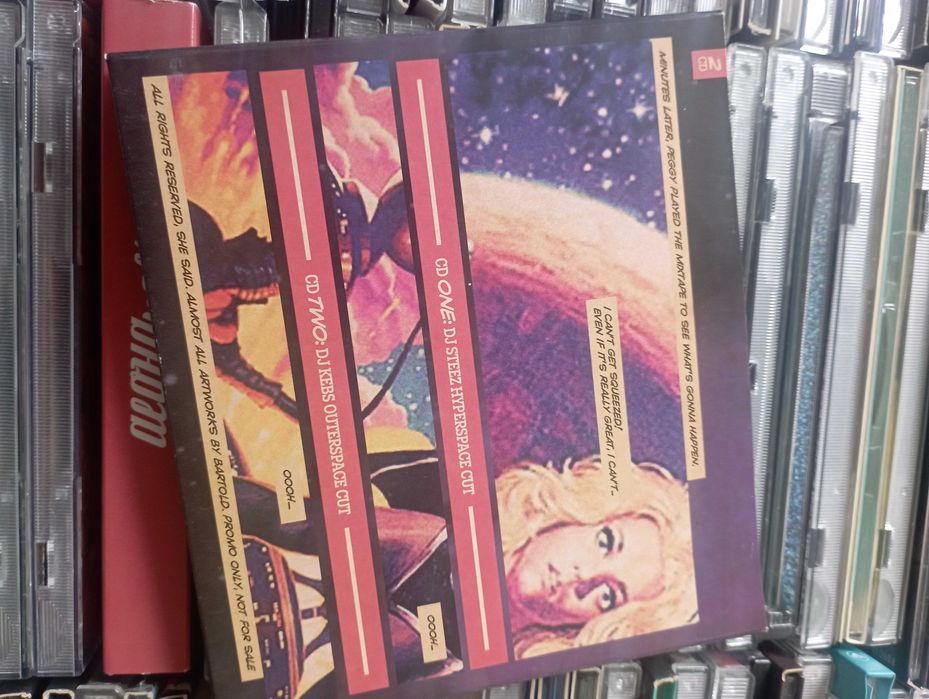 2
CD
MINUTES LATER, PEGGY PLAYED THE MIXTAPE TO SEE WHAT'S GONNA HAPPEN.
I CAN'T GET SQUEEZED!
EVEN IF IT'S REALLY GREAT, I CAN'T...
CD ONE: DJ STEEZ HYPERSPACE CUT
OOOH...
CD TWO: DJ KEBS OUTERSPACE CUT
OOOH...
ALL RIGHTS RESERVED, SHE SAID. ALMOST ALL ARTWORKS BY BARTOLD. PROMO ONLY, NOT FOR SALE